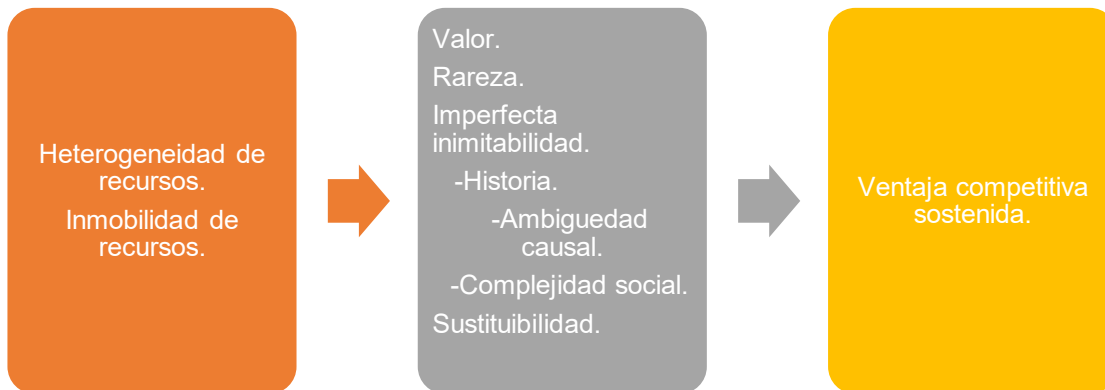 Heterogeneidad de
recursos.
Inmobilidad de
recursos.
Valor.
Rareza.
Imperfecta
inimitabilidad.
-Historia.
-Ambiguedad
causal.
-Complejidad social.
Sustituibilidad.
Ventaja competitiva
sostenida.